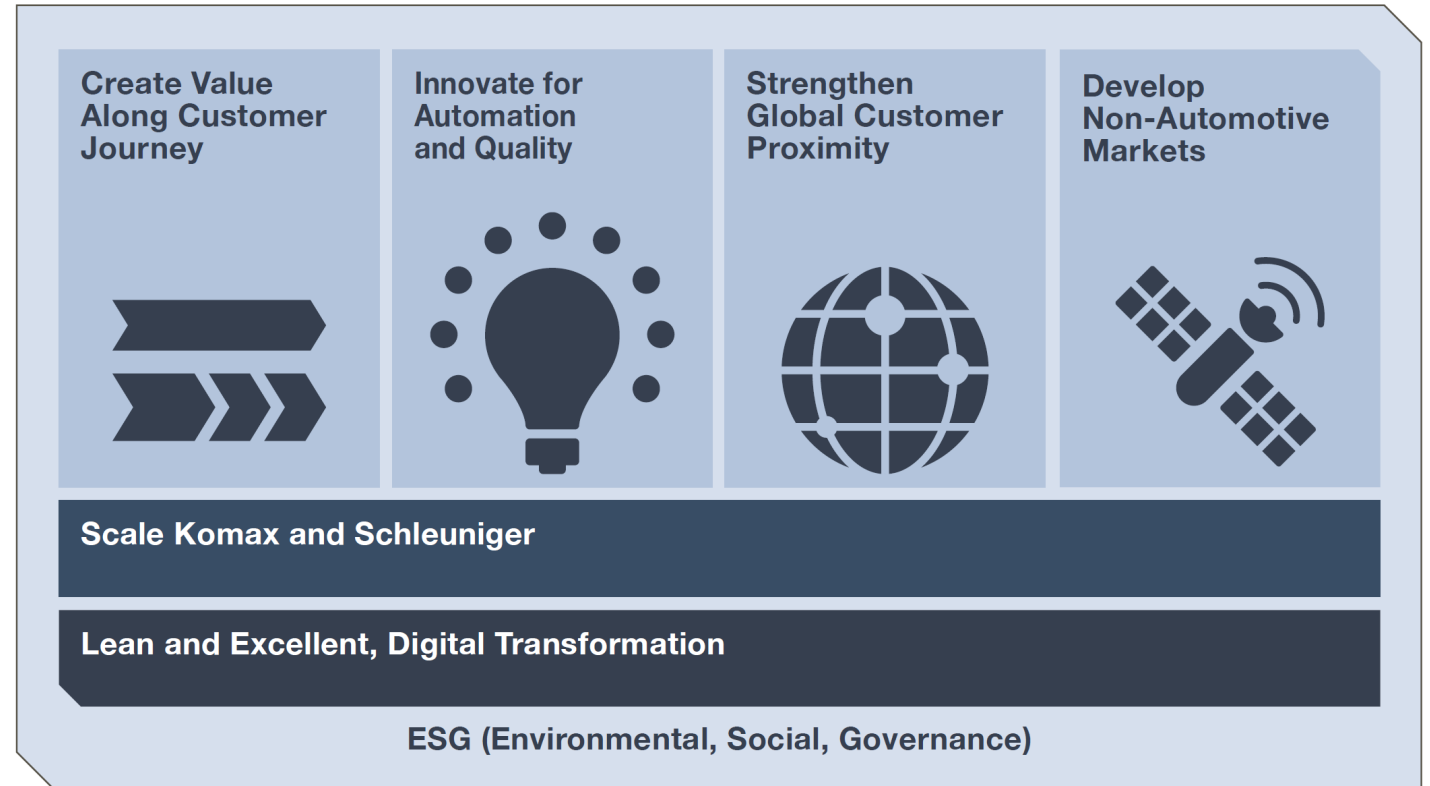 Create Value
Along Customer
Journey
Innovate for
Automation
and Quality
Strengthen
Global Customer
Proximity
Develop
Non-Automotive
Markets
Scale Komax and Schleuniger
Lean and Excellent, Digital Transformation
ESG (Environmental, Social, Governance)